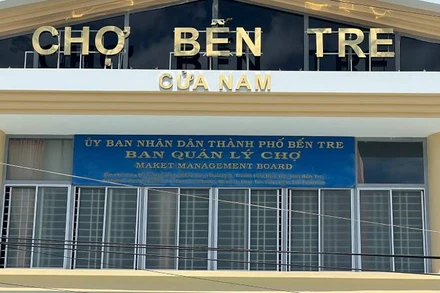 CHỢ BẾN TRE
CỬA NAM
ỦY BAN NHÂN DÂN THÀNH PHỐ BẾN TRE
BAN QUẢN LÝ CHỢ
MAKET MANAGEMENT BOARD